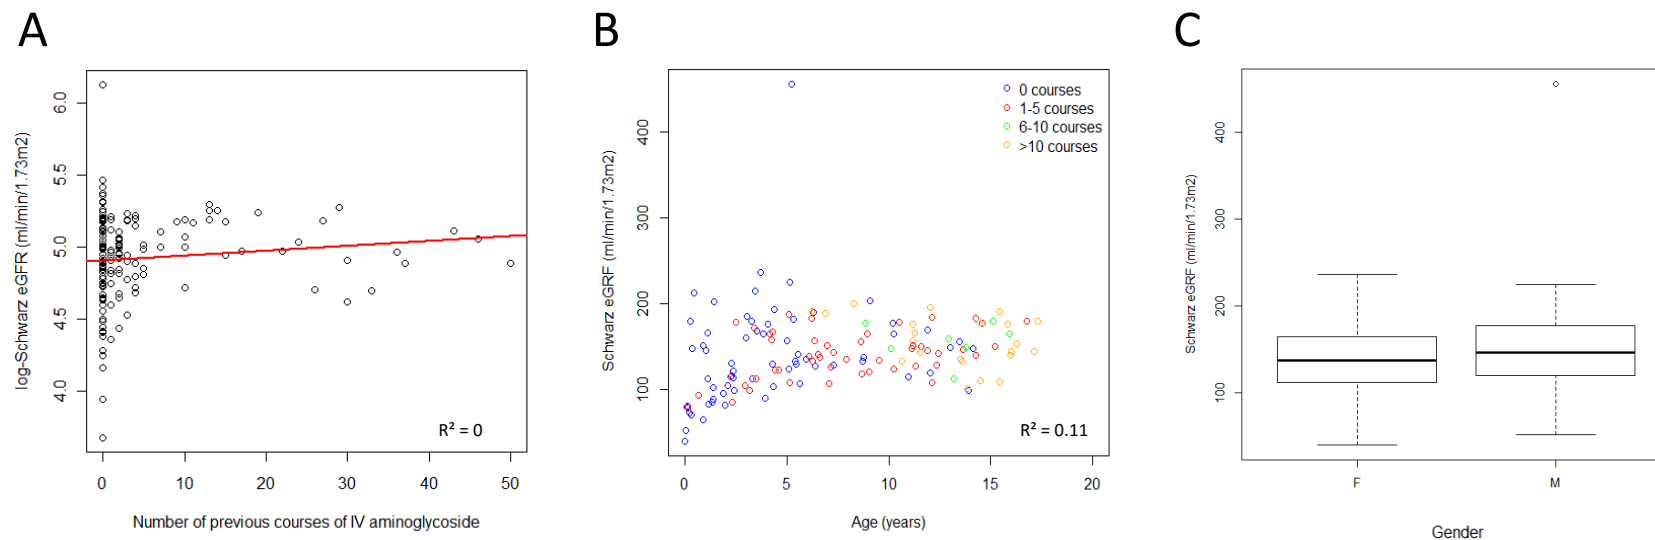 A
log-Schwarz eGFR (ml/min/1.73m2)
6.0
5.5
5.0
4.5
4.0
R² = 0
0 10 20 30 40 50
Number of previous courses of IV aminoglycoside
B
Schwarz eGRF (ml/min/1.73m2)
400
300
200
100
0 courses
1-5 courses
6-10 courses
>10 courses
R² = 0.11
0 5 10 15 20
Age (years)
C
Schwarz eGRF (ml/min/1.73m2)
400
300
200
100
F M
Gender